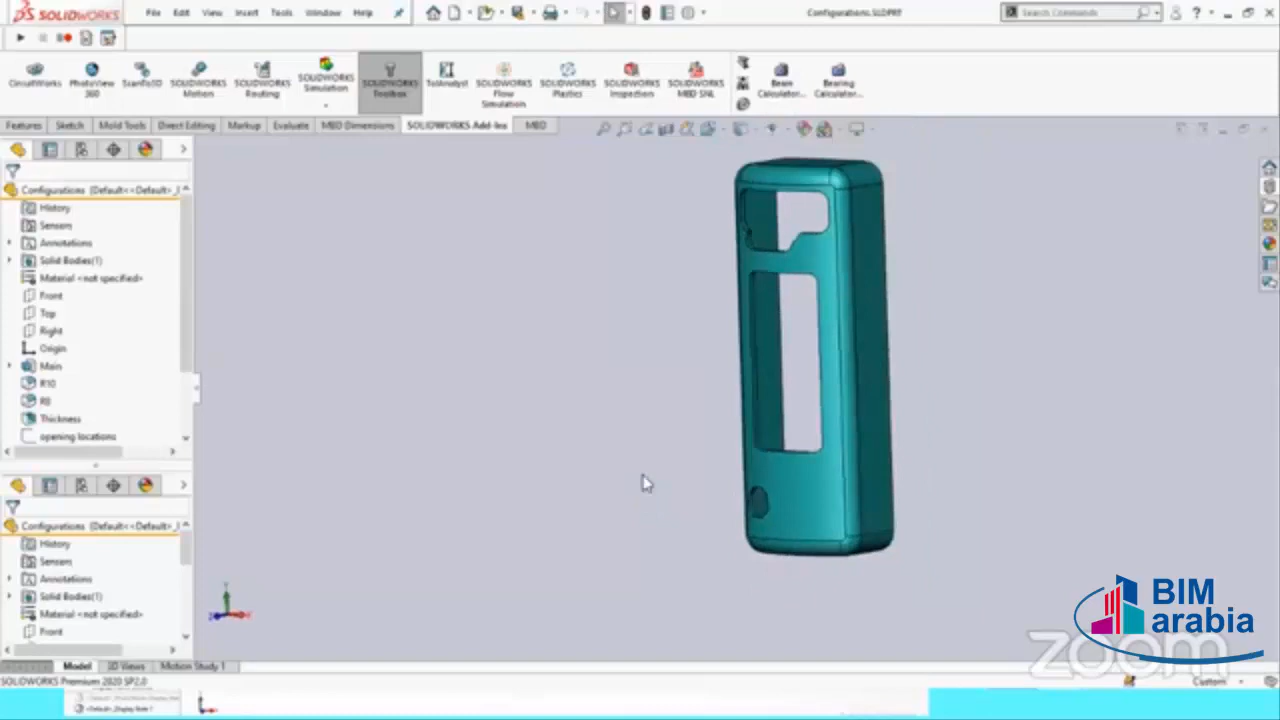 SOLIDWORKS File Edit View Insert Tools Window Help Configurations.SLDPRT Search Commands
CircuitWorks PhotoView 360 ScanTo3D SOLIDWORKS Motion SOLIDWORKS Routing SOLIDWORKS Simulation SOLIDWORKS Toolbox TolAnalyst SOLIDWORKS Flow Simulation SOLIDWORKS Plastics SOLIDWORKS Inspection SOLIDWORKS MBD SNL Beam Calculator... Bearing Calculator...
Features Sketch Mold Tools Direct Editing Markup Evaluate MBD Dimensions SOLIDWORKS Add-Ins MBD
Configurations (Default<<Default>_
History
Sensors
Annotations
Solid Bodies(1)
Material <not specified>
Front
Top
Right
Origin
Main
R10
R8
Thickness
opening locations
Configurations (Default<<Default>_
History
Sensors
Annotations
Solid Bodies(1)
Material <not specified>
Front
Model 3D Views Motion Study 1
SOLIDWORKS Premium 2020 SP2.0 Custom
BIM
arabia
zoom